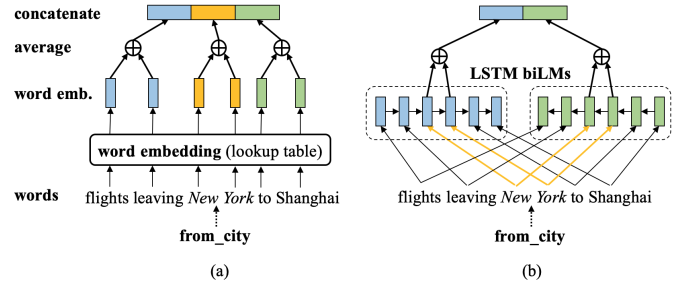 concatenate
average
word emb.
word embedding (lookup table)
words
flights leaving New York to Shanghai
from_city
(a)
LSTM biLMs
flights leaving New York to Shanghai
from_city
(b)